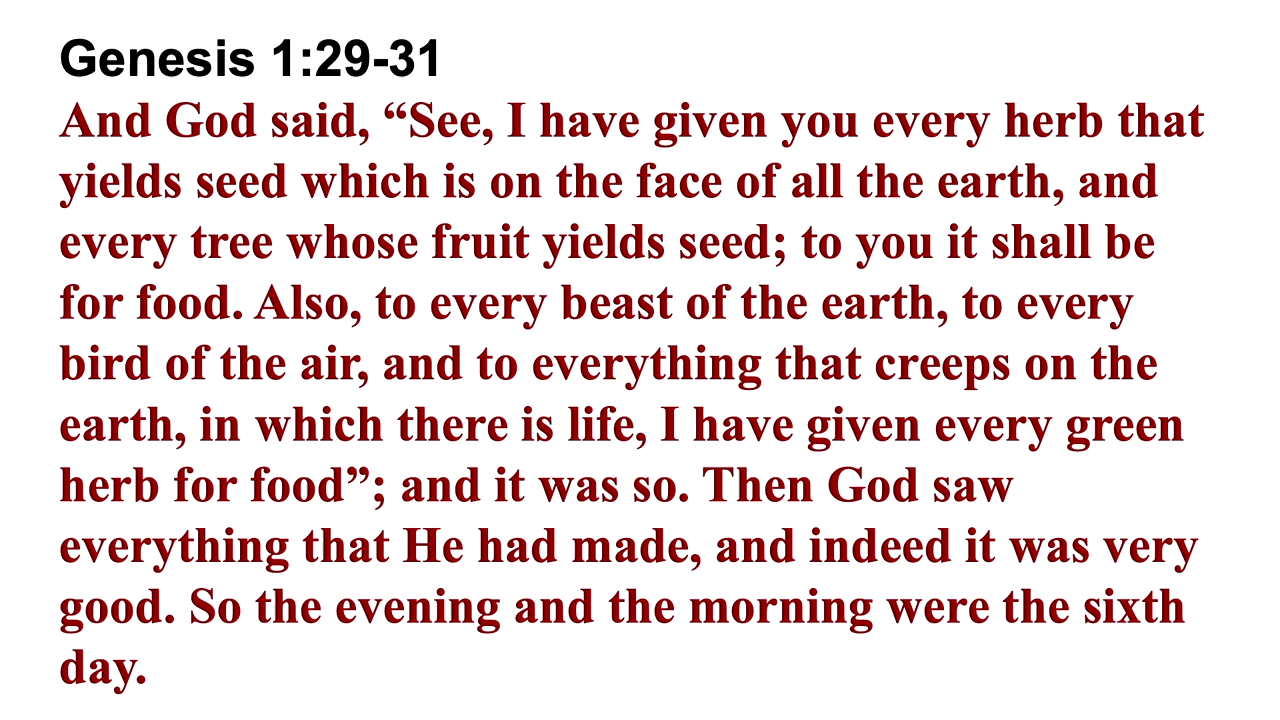 Genesis 1:29-31
And God said, “See, I have given you every herb that
yields seed which is on the face of all the earth, and
every tree whose fruit yields seed; to you it shall be
for food. Also, to every beast of the earth, to every
bird of the air, and to everything that creeps on the
earth, in which there is life, I have given every green
herb for food”; and it was so. Then God saw
everything that He had made, and indeed it was very
good. So the evening and the morning were the sixth
day.